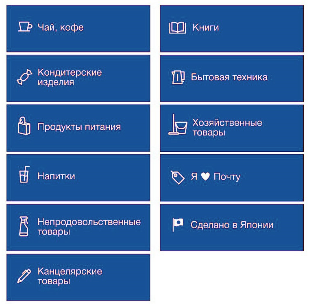 Чай, кофе
Кондитерские
изделия
Продукты питания
Напитки
Непродовольственные
товары
Канцелярские
товары
Книги
Бытовая техника
Хозяйственные
товары
Я ♥ Почту
Сделано в Японии